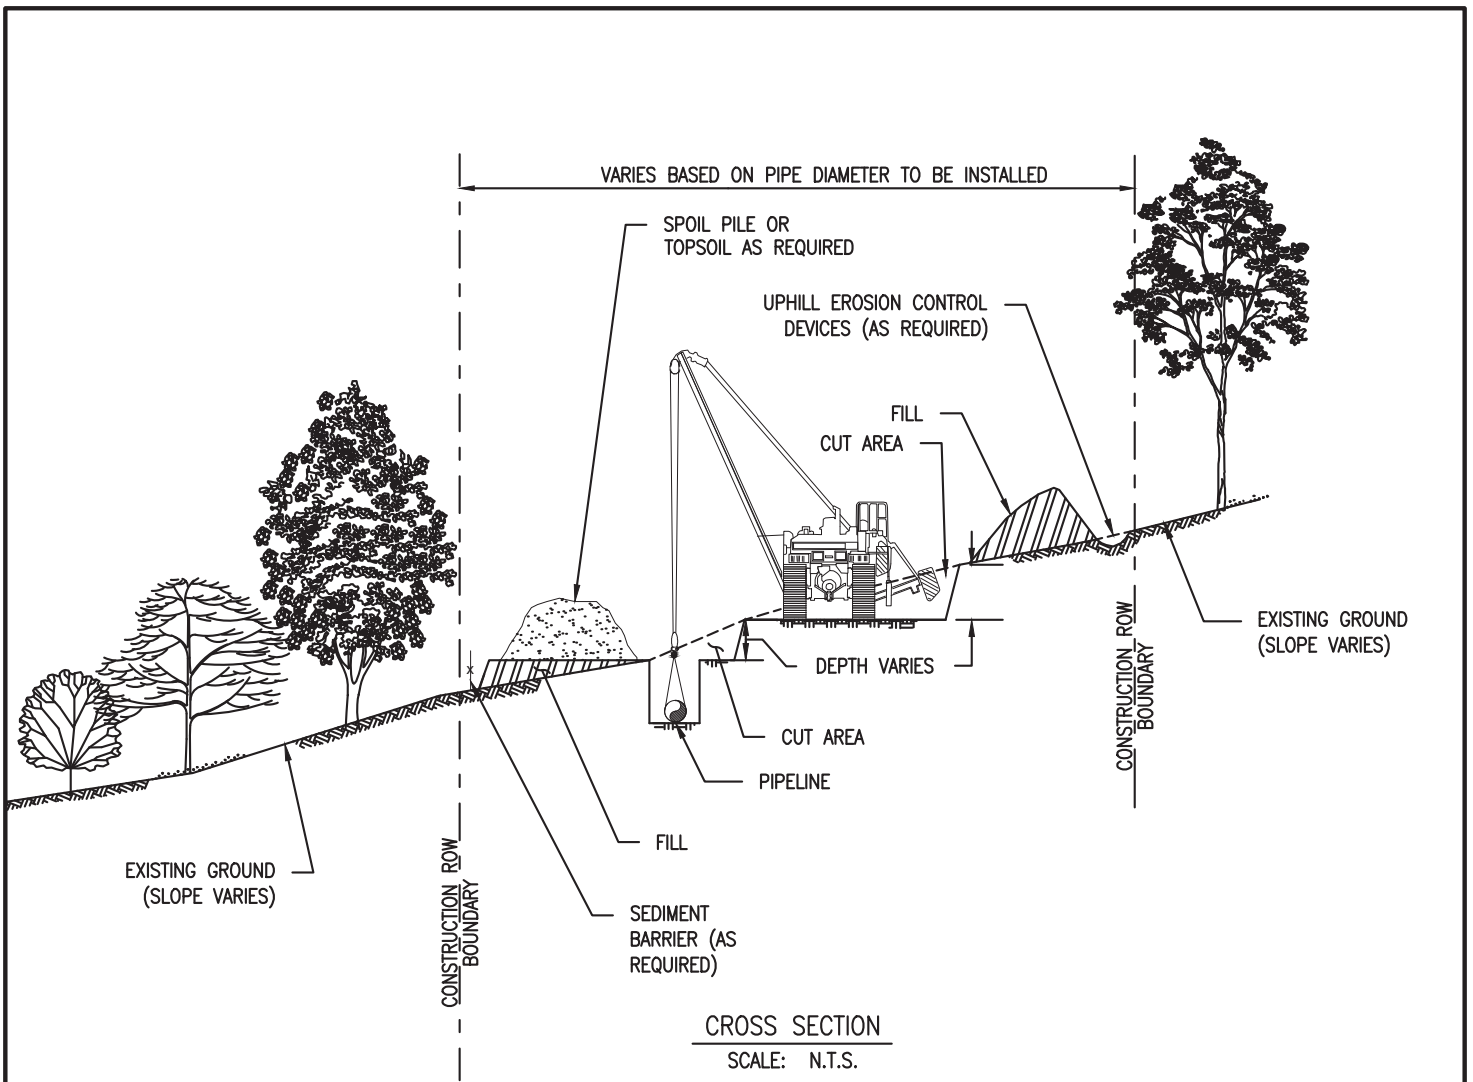 VARIES BASED ON PIPE DIAMETER TO BE INSTALLED
SPOIL PILE OR
TOPSOIL AS REQUIRED
UPHILL EROSION CONTROL
DEVICES (AS REQUIRED)
FILL
CUT AREA
EXISTING GROUND
(SLOPE VARIES)
DEPTH VARIES
X
CUT AREA
PIPELINE
CONSTRUCTION ROW
BOUNDARY
FILL
EXISTING GROUND
(SLOPE VARIES)
CONSTRUCTION ROW
BOUNDARY
SEDIMENT
BARRIER (AS
REQUIRED)
CROSS SECTION
SCALE: N.T.S.